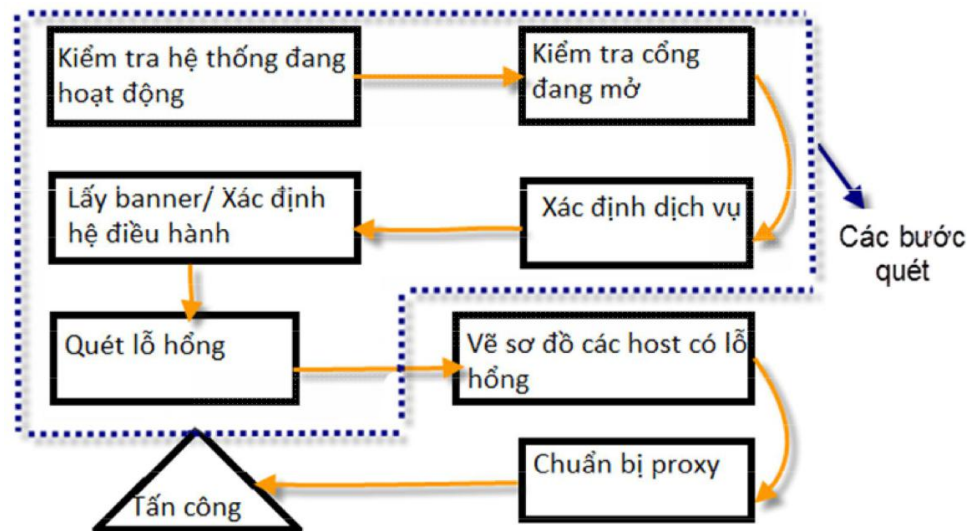 Kiểm tra hệ thống đang
hoạt động
Kiểm tra cổng
đang mở
Xác định dịch vụ
Lấy banner/ Xác định
hệ điều hành
Các bước
quét
Quét lỗ hổng
Vẽ sơ đồ các host có lỗ
hổng
Chuẩn bị proxy
Tấn công